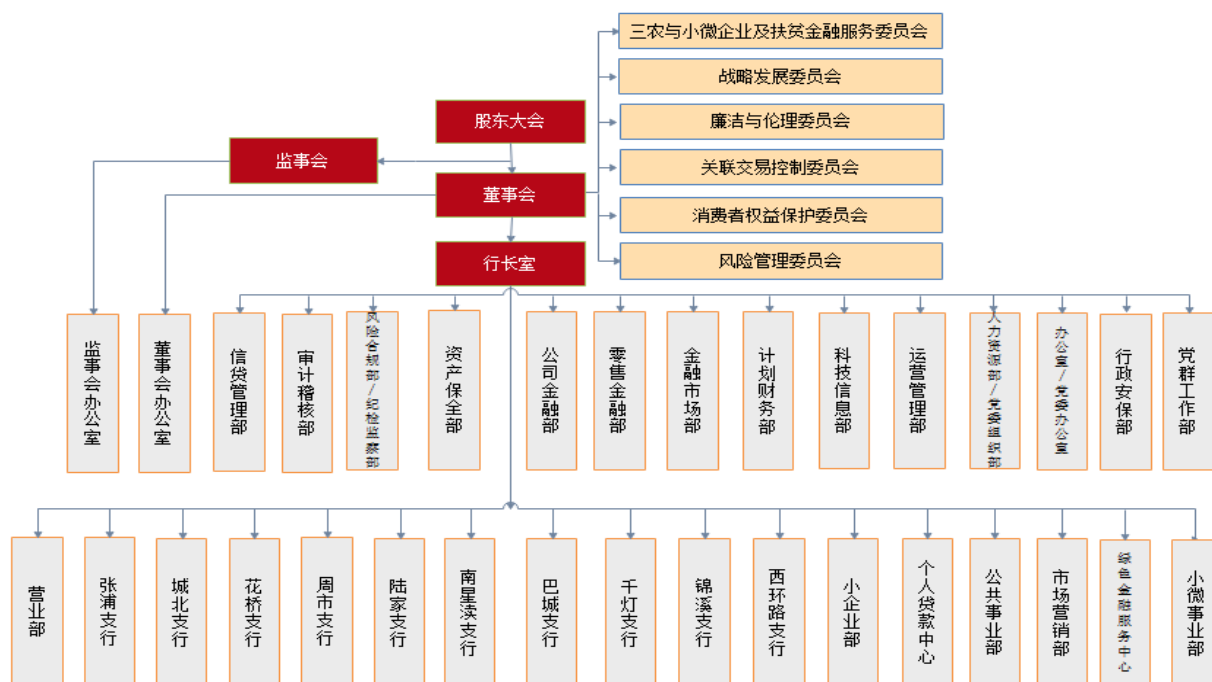 三农与小微企业及扶贫金融服务委员会
战略发展委员会
股东大会
廉洁与伦理委员会
监事会
关联交易控制委员会
董事会
消费者权益保护委员会
行长室
风险管理委员会
监事会办公室
董事会办公室
信贷管理部
审计稽核部
风险合规部/纪检监察部
资产保全部
公司金融部
零售金融部
金融市场部
计划财务部
科技信息部
运营管理部
人力资源部/党委组织部
办公室/党委办公室
行政安保部
党群工作部
营业部
张浦支行
城北支行
花桥支行
周市支行
陆家支行
南星渎支行
巴城支行
千灯支行
锦溪支行
西环路支行
小企业部
个人贷款中心
公共事业部
市场营销部
绿色金融服务中心
小微事业部